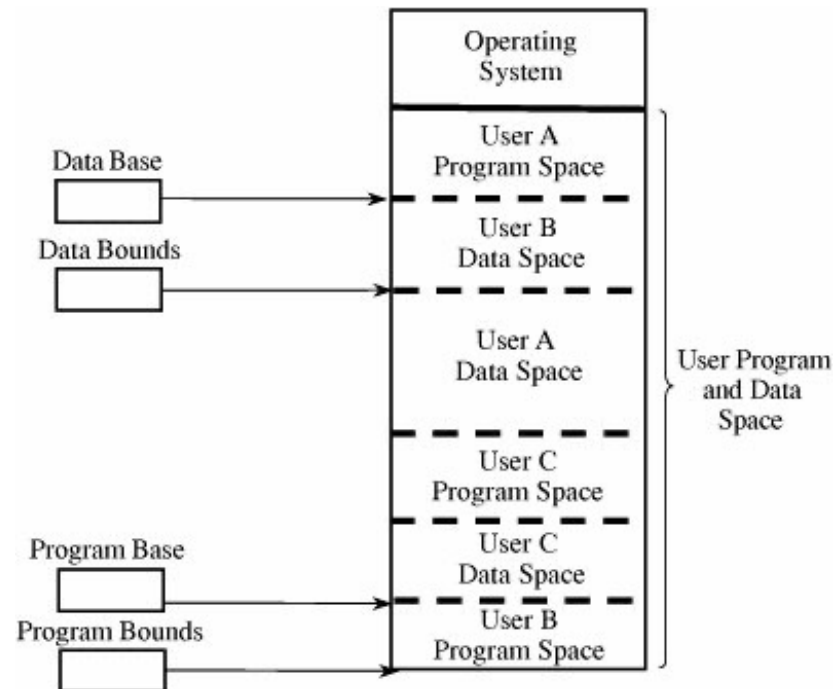 Operating
System
User A
Program Space
Data Base
User B
Data Space
Data Bounds
User A
Data Space
User Program
and Data
Space
User C
Program Space
Program Base
User C
Data Space
Program Bounds
User B
Program Space